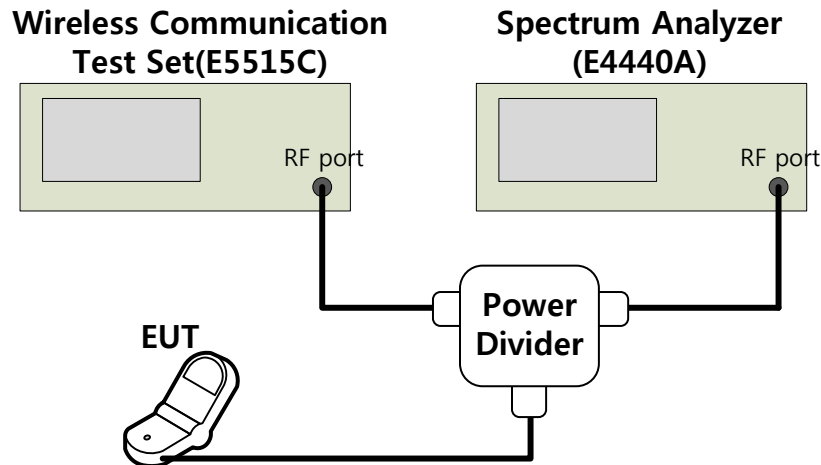 Wireless Communication
Test Set(E5515C)
Spectrum Analyzer
(E4440A)
RF port
RF port
Power
Divider
EUT